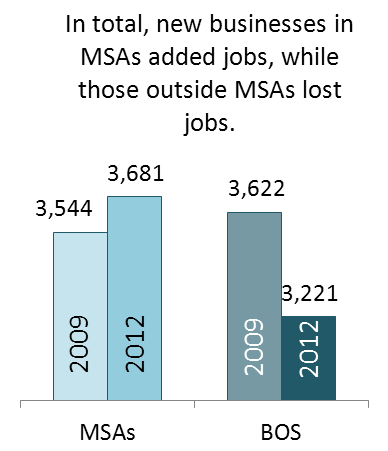 In total, new businesses in
MSAs added jobs, while
those outside MSAs lost
jobs.
3,544
3,681
3,622
3,221
2009
2012
2009
2012
MSAs
BOS